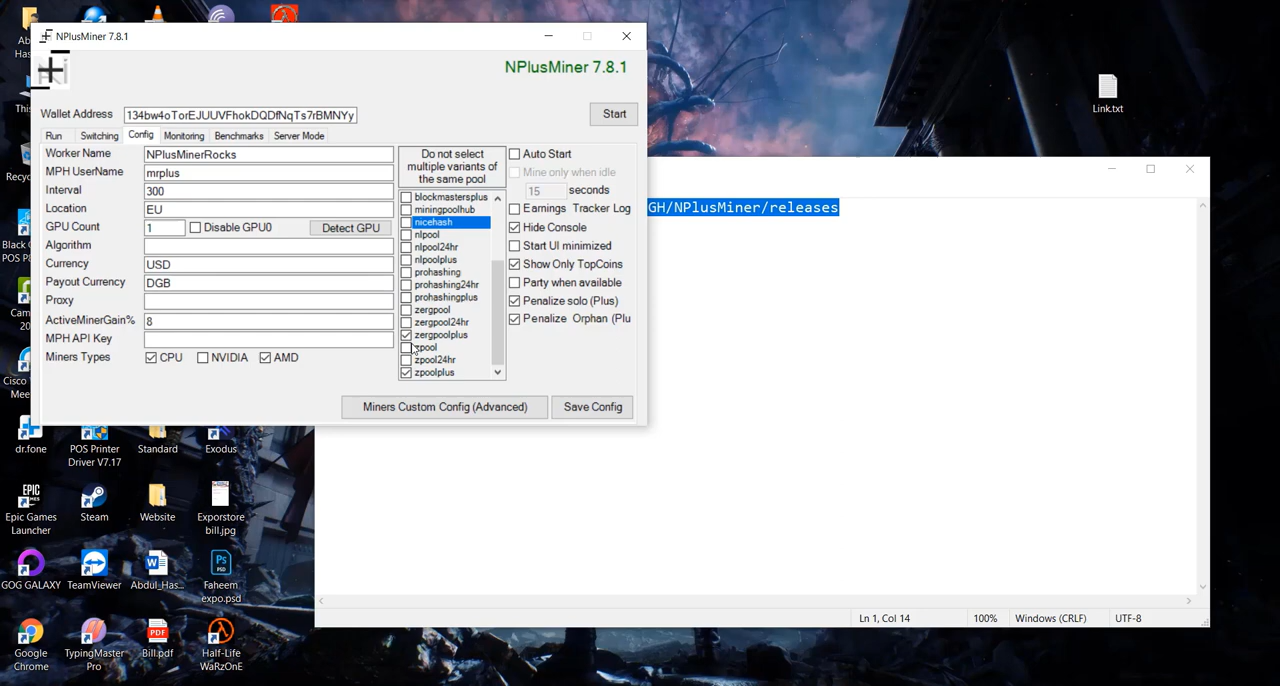 NPlusMiner 7.8.1
NPlusMiner 7.8.1
Wallet Address 134bw4oTorEJUUVFhokDQDfNqTs7rBMNYy Start
Run Switching Config Monitoring Benchmarks Server Mode
Worker Name NPlusMinerRocks
MPH UserName mrplus
Interval 300
Location EU
GPU Count 1 Disable GPU0 Detect GPU
Algorithm
Currency USD
Payout Currency DGB
Proxy
ActiveMinerGain% 8
MPH API Key
Miners Types CPU NVIDIA AMD
Do not select
multiple variants of
the same pool
blockmastersplus
miningpoolhub
nicehash
nlpool
nlpool24hr
nlpoolplus
prohashing
prohashing24hr
prohashingplus
zergpool
zergpool24hr
zergpoolplus
zpool
zpool24hr
zpoolplus
Auto Start
Mine only when idle
15 seconds
Earnings Tracker Log
Hide Console
Start UI minimized
Show Only TopCoins
Party when available
Penalize solo (Plus)
Penalize Orphan (Plu
Miners Custom Config (Advanced) Save Config
GH/NPlusMiner/releases
Ln 1, Col 14 100% Windows (CRLF) UTF-8
Link.txt
dr.fone
POS Printer
Driver V7.17
Standard
Exodus
Epic Games
Launcher
Steam
Website
Exporstore
bill.jpg
GOG GALAXY
TeamViewer
Abdul_Has...
Faheem
expo.psd
Google
Chrome
TypingMaster
Pro
Bill.pdf
Half-Life
WaRzOnE